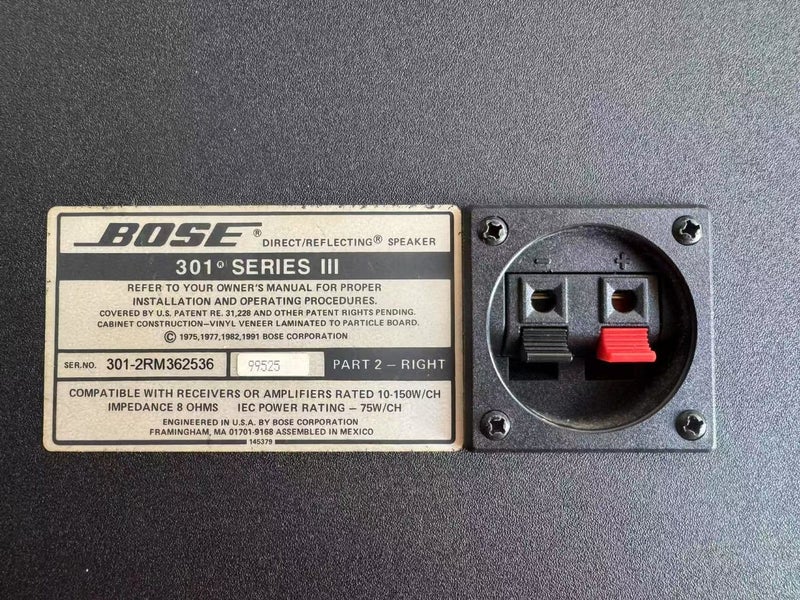 BOSE® DIRECT/REFLECTING® SPEAKER
301® SERIES III
REFER TO YOUR OWNER'S MANUAL FOR PROPER
INSTALLATION AND OPERATING PROCEDURES.
COVERED BY U.S. PATENT RE. 31,228 AND OTHER PATENT RIGHTS PENDING.
CABINET CONSTRUCTION—VINYL VENEER LAMINATED TO PARTICLE BOARD.
© 1975,1977,1982,1991 BOSE CORPORATION
SER.NO. 301-2RM362536 99525 PART 2 – RIGHT
COMPATIBLE WITH RECEIVERS OR AMPLIFIERS RATED 10-150W/CH
IMPEDANCE 8 OHMS IEC POWER RATING – 75W/CH
ENGINEERED IN U.S.A. BY BOSE CORPORATION
FRAMINGHAM, MA 01701-9168 ASSEMBLED IN MEXICO
145379
– +